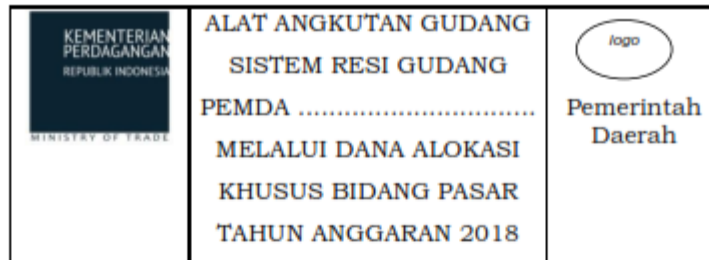 KEMENTERIAN
PERDAGANGAN
REPUBLIK INDONESIA
MINISTRY OF TRADE
ALAT ANGKUTAN GUDANG
SISTEM RESI GUDANG
PEMDA ...............................
MELALUI DANA ALOKASI
KHUSUS BIDANG PASAR
TAHUN ANGGARAN 2018
logo
Pemerintah
Daerah